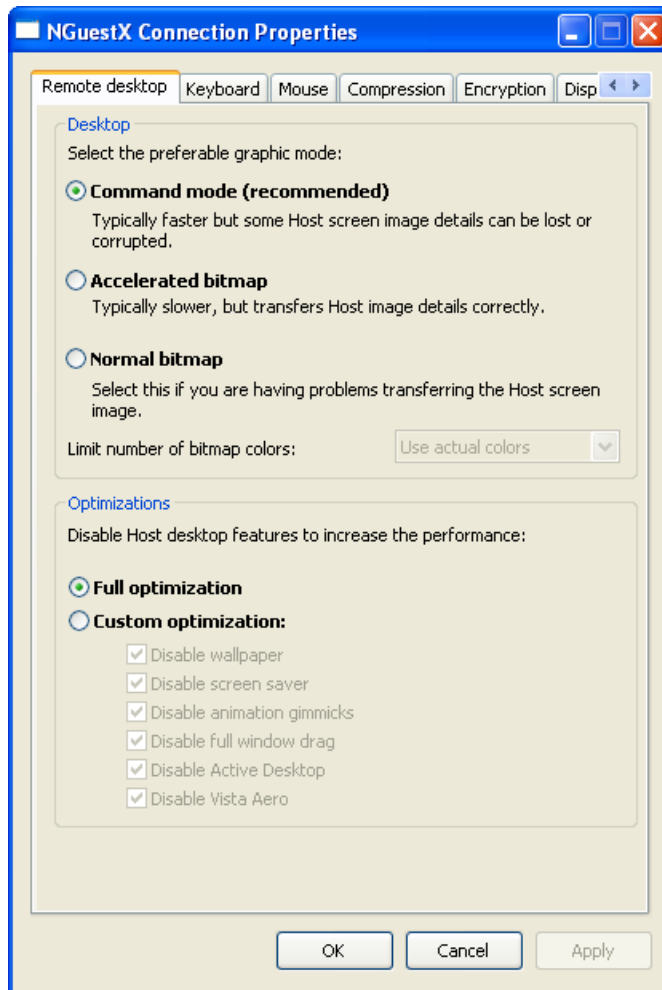 NGuestX Connection Properties
Remote desktop Keyboard Mouse Compression Encryption Disp
Desktop
Select the preferable graphic mode:
Command mode (recommended)
Typically faster but some Host screen image details can be lost or
corrupted.
Accelerated bitmap
Typically slower, but transfers Host image details correctly.
Normal bitmap
Select this if you are having problems transferring the Host screen
image.
Limit number of bitmap colors: Use actual colors
Optimizations
Disable Host desktop features to increase the performance:
Full optimization
Custom optimization:
Disable wallpaper
Disable screen saver
Disable animation gimmicks
Disable full window drag
Disable Active Desktop
Disable Vista Aero
OK Cancel Apply